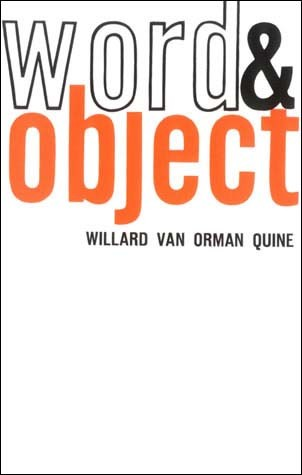 word&
object
WILLARD VAN ORMAN QUINE